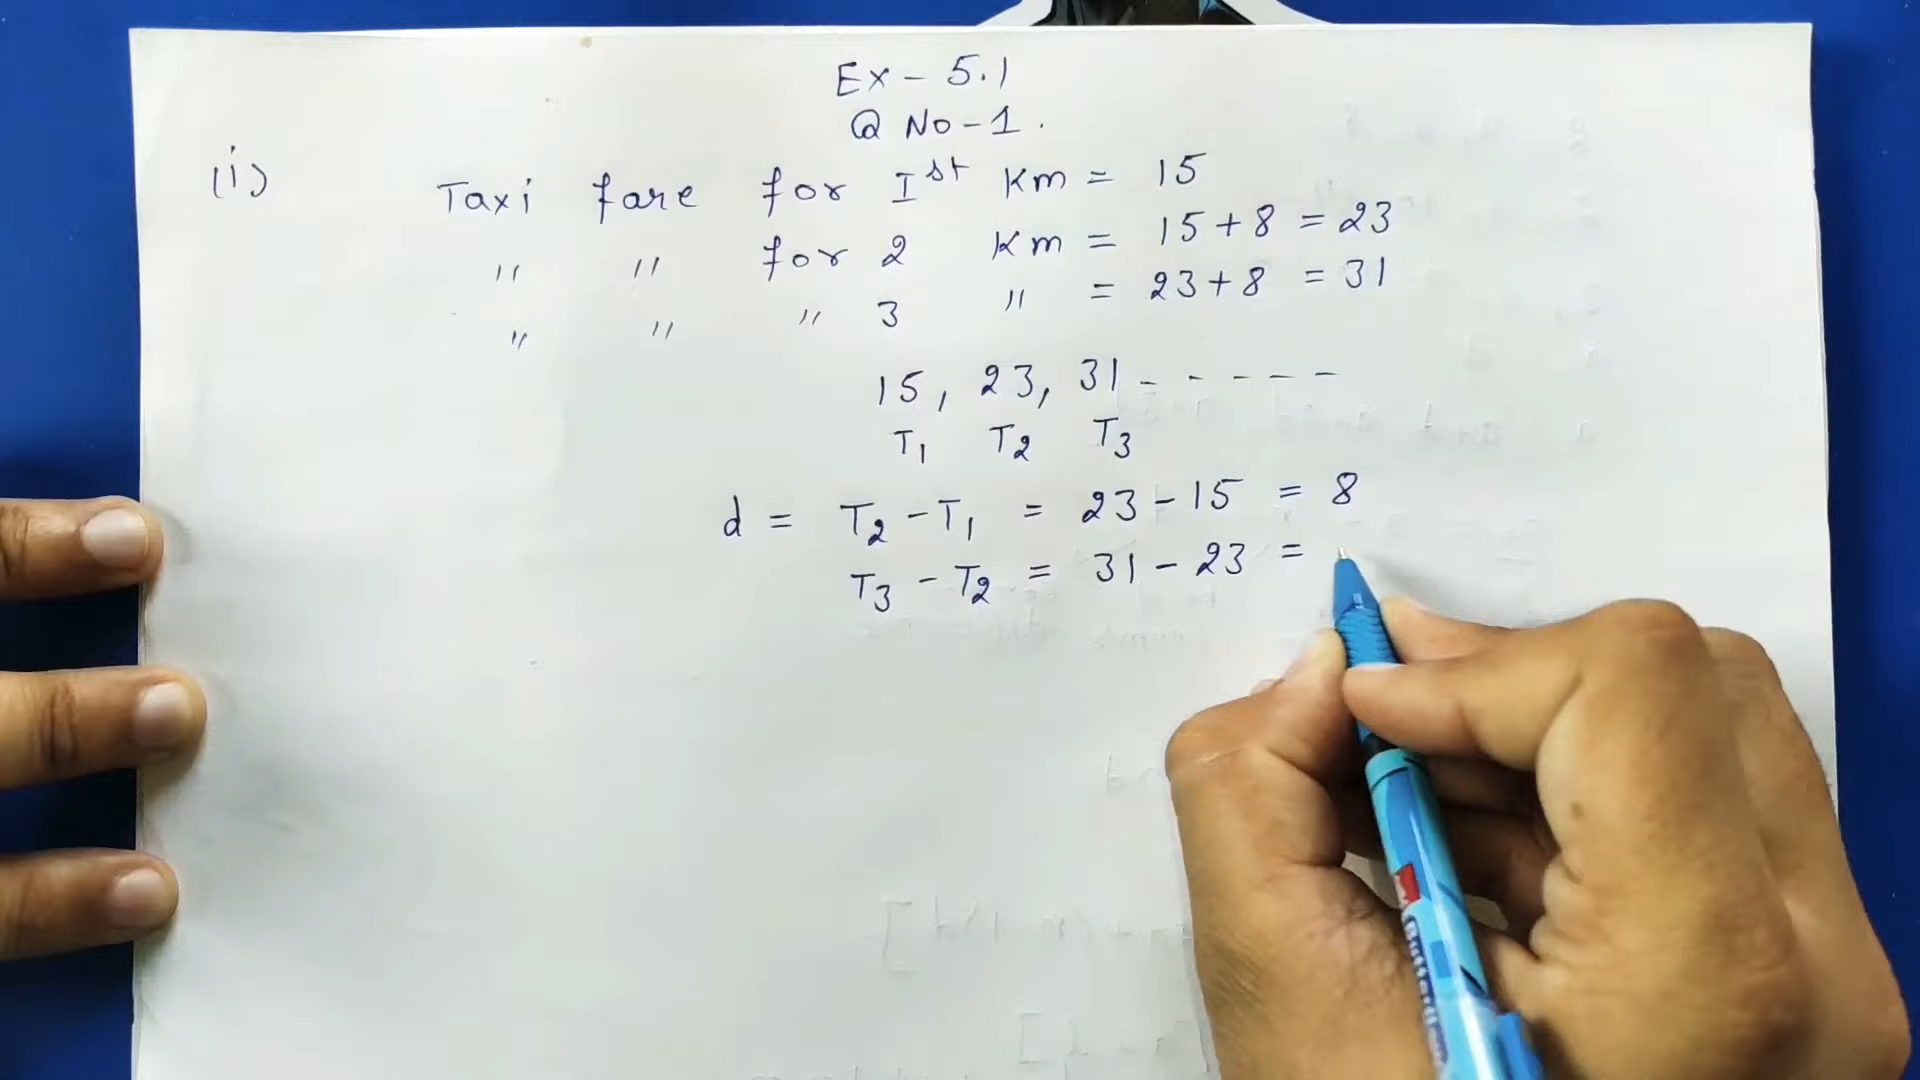 Ex - 5.1
Q No - 1.
(i) Taxi fare for Ist Km = 15
" " for 2 Km = 15 + 8 = 23
" " " 3 " = 23 + 8 = 31
15, 23, 31 - - - - -
T1 T2 T3
d = T2 - T1 = 23 - 15 = 8
T3 - T2 = 31 - 23 =